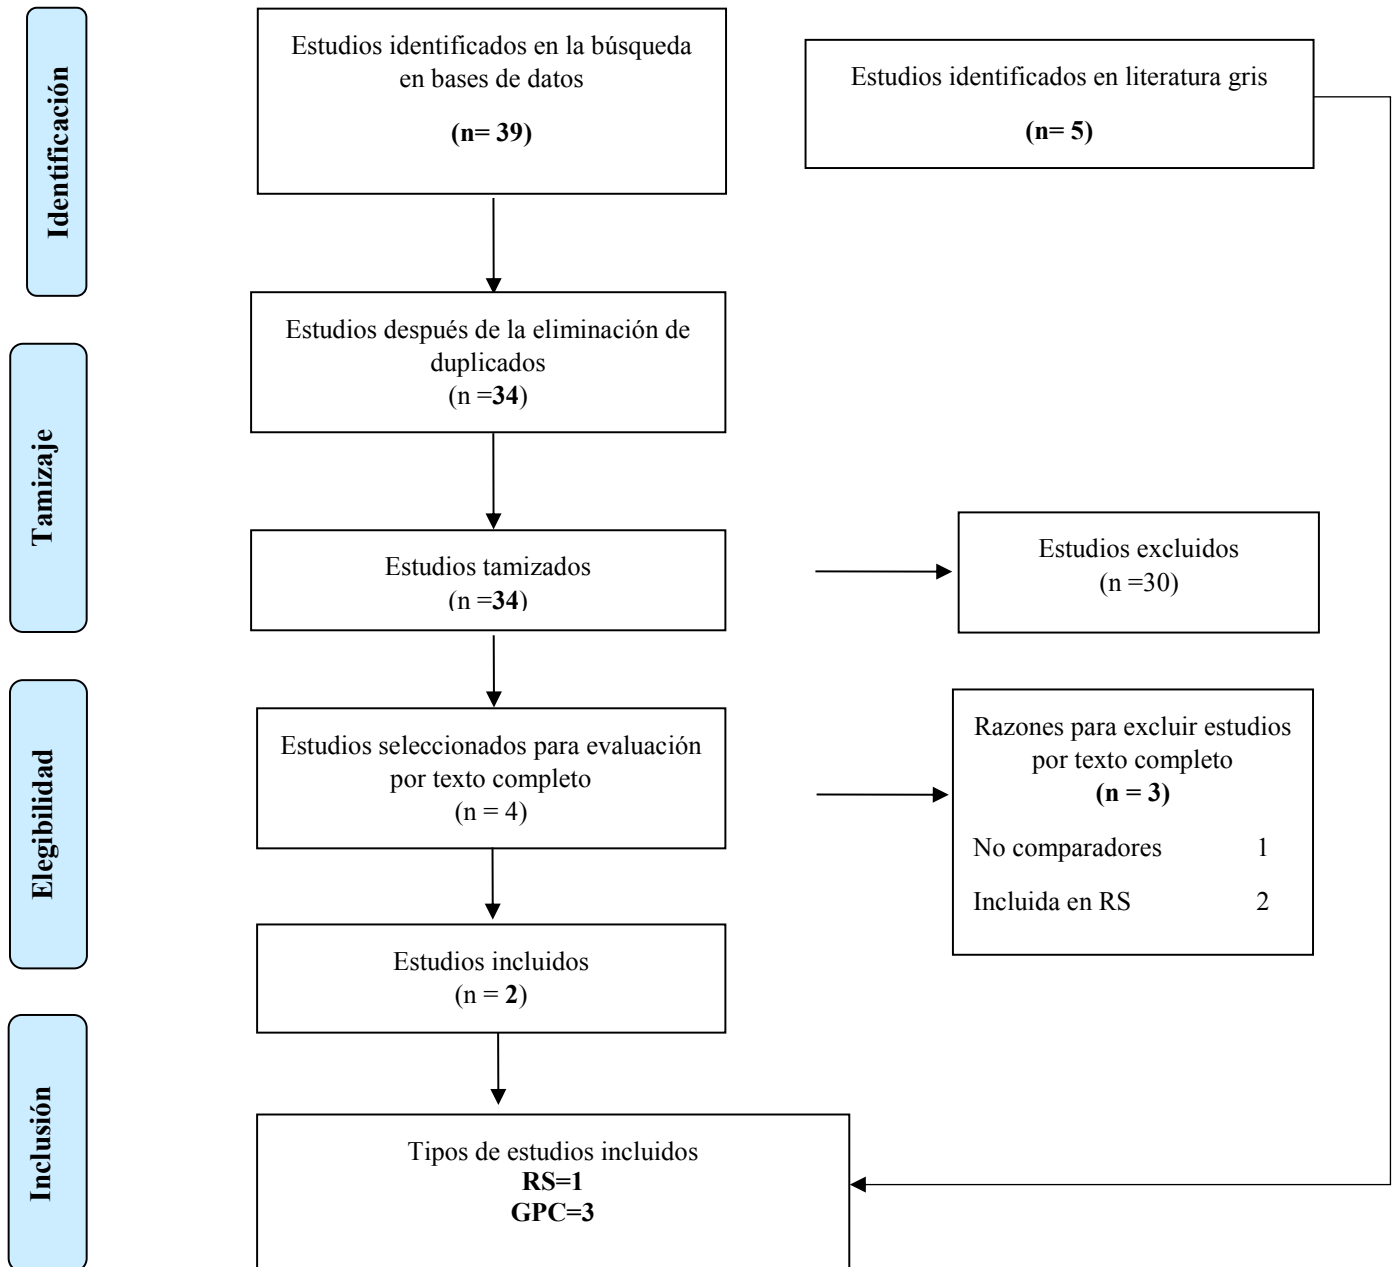 Identificación
Estudios identificados en la búsqueda
en bases de datos
(n= 39)
Estudios identificados en literatura gris
(n= 5)
Tamizaje
Estudios después de la eliminación de
duplicados
(n =34)
Estudios tamizados
(n =34)
Estudios excluidos
(n =30)
Elegibilidad
Estudios seleccionados para evaluación
por texto completo
(n = 4)
Razones para excluir estudios
por texto completo
(n = 3)
No comparadores 1
Incluida en RS 2
Estudios incluidos
(n = 2)
Inclusión
Tipos de estudios incluidos
RS=1
GPC=3